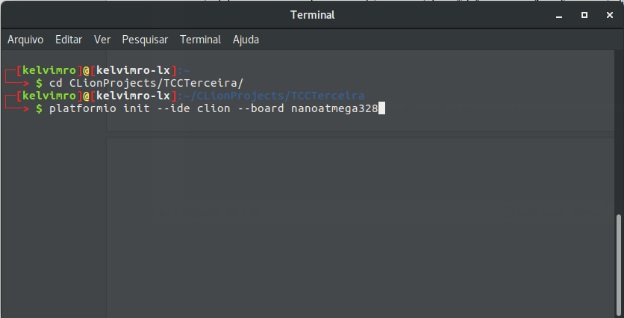 Terminal
Arquivo Editar Ver Pesquisar Terminal Ajuda
[kelvimro]@[kelvimro-lx]:~
$ cd CLionProjects/TCCTerceira/
[kelvimro]@[kelvimro-lx]:~/CLionProjects/TCCTerceira
$ platformio init --ide clion --board nanoatmega328